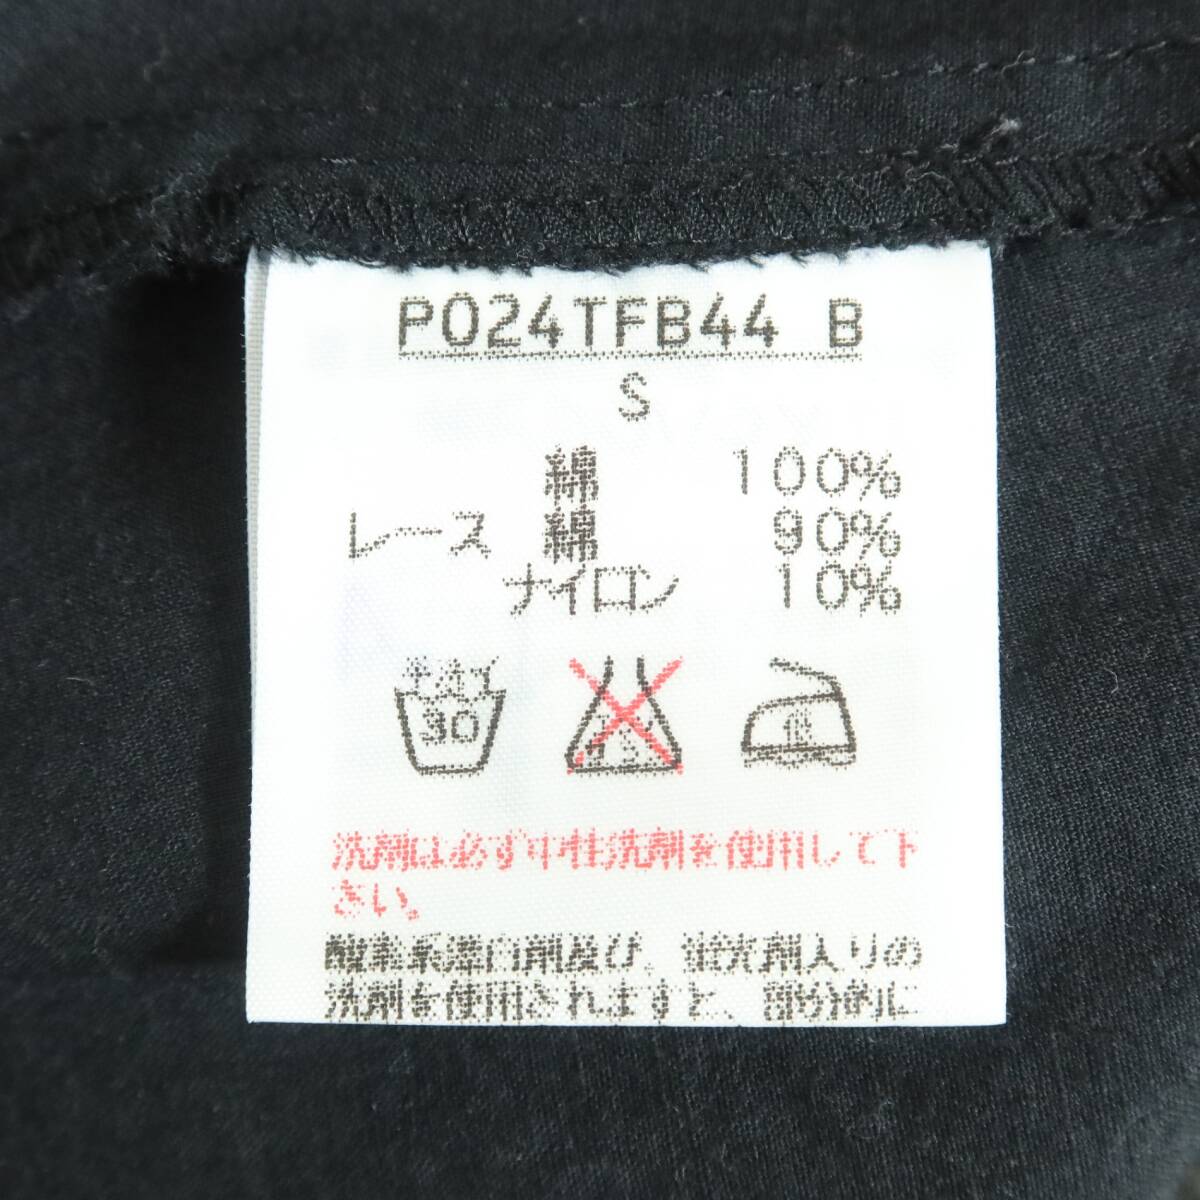 P024TFB44 B
S
綿 100%
レース 綿 90%
ナイロン 10%
手洗イ
30
洗剤は必ず中性洗剤を使用して下
さい。
酸素系漂白剤及び、蛍光剤入りの
洗剤を使用されますと、部分的に